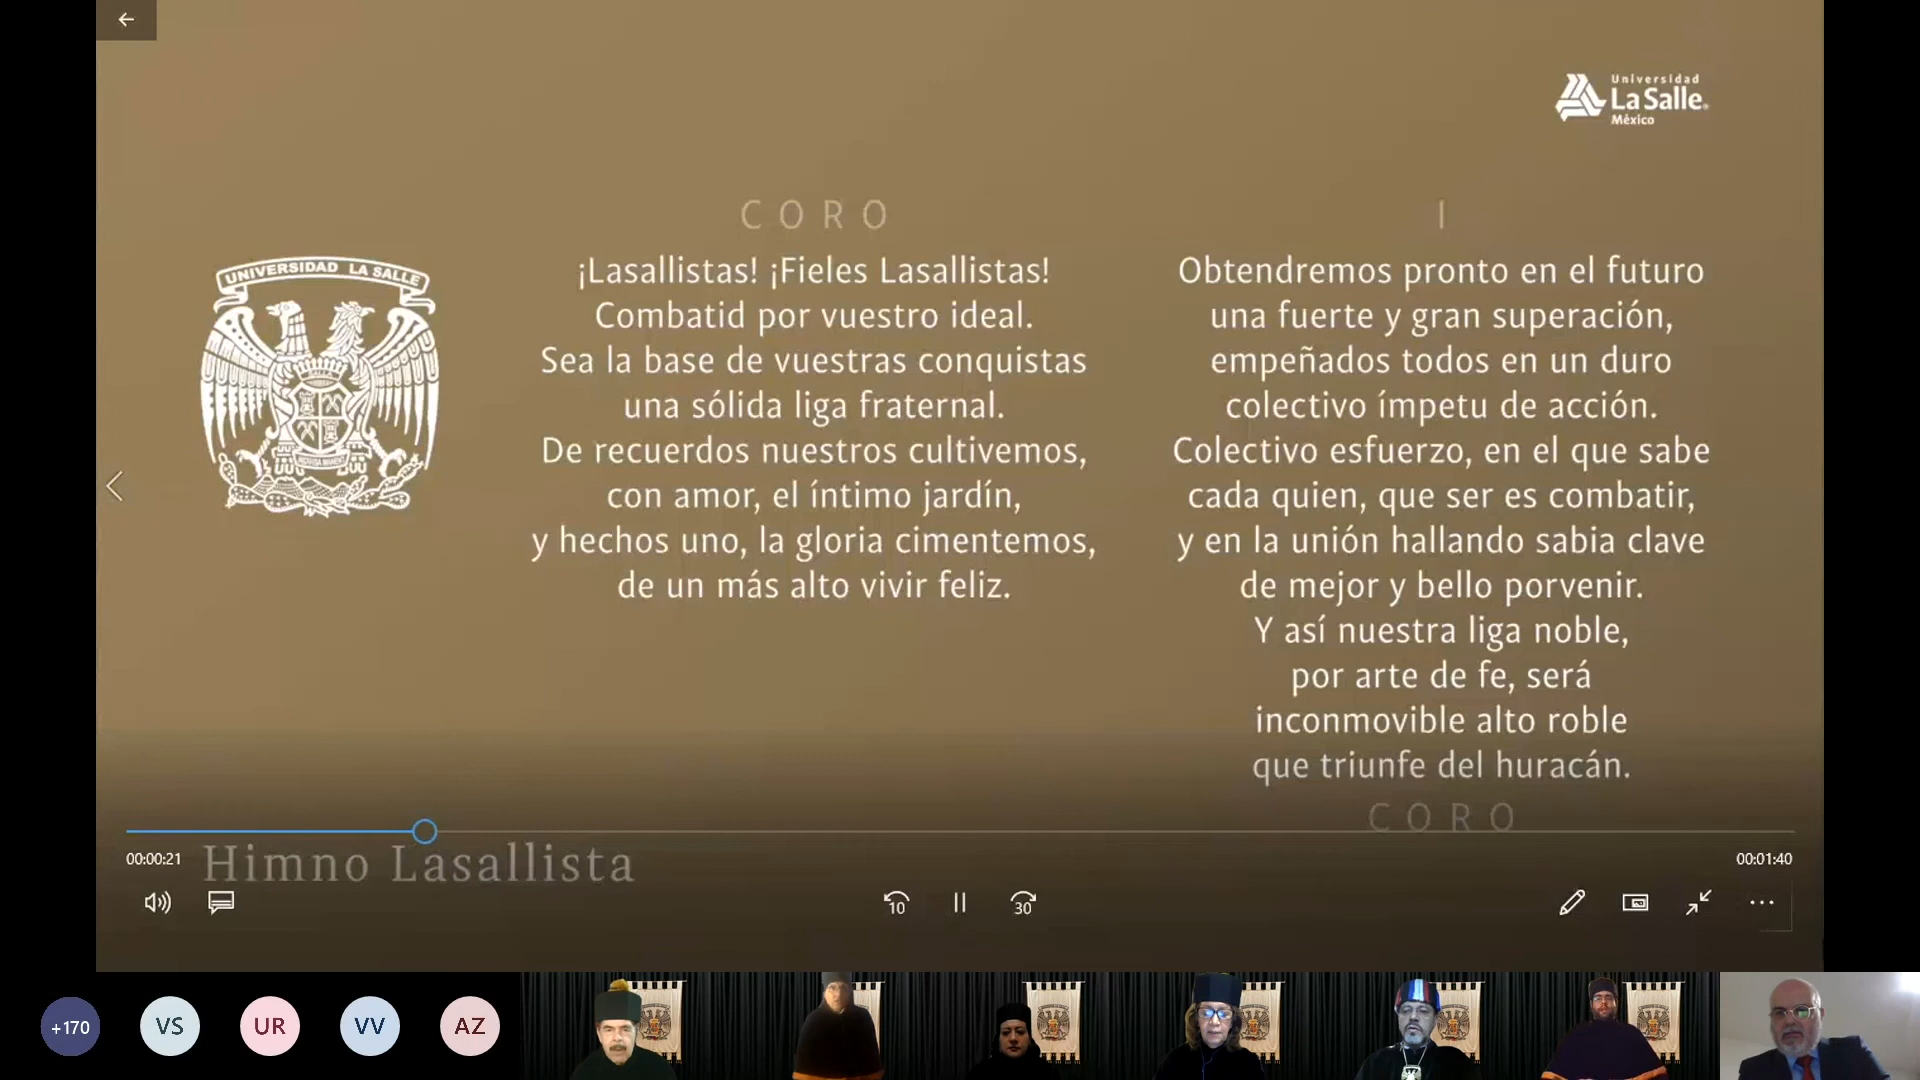 Universidad
La Salle®
México
UNIVERSIDAD LA SALLE
CORO
¡Lasallistas! ¡Fieles Lasallistas!
Combatid por vuestro ideal.
Sea la base de vuestras conquistas
una sólida liga fraternal.
De recuerdos nuestros cultivemos,
con amor, el íntimo jardín,
y hechos uno, la gloria cimentemos,
de un más alto vivir feliz.
I
Obtendremos pronto en el futuro
una fuerte y gran superación,
empeñados todos en un duro
colectivo ímpetu de acción.
Colectivo esfuerzo, en el que sabe
cada quien, que ser es combatir,
y en la unión hallando sabia clave
de mejor y bello porvenir.
Y así nuestra liga noble,
por arte de fe, será
inconmovible alto roble
que triunfe del huracán.
CORO
00:00:21
Himno Lasallista
00:01:40
10
30
+170
VS
UR
VV
AZ